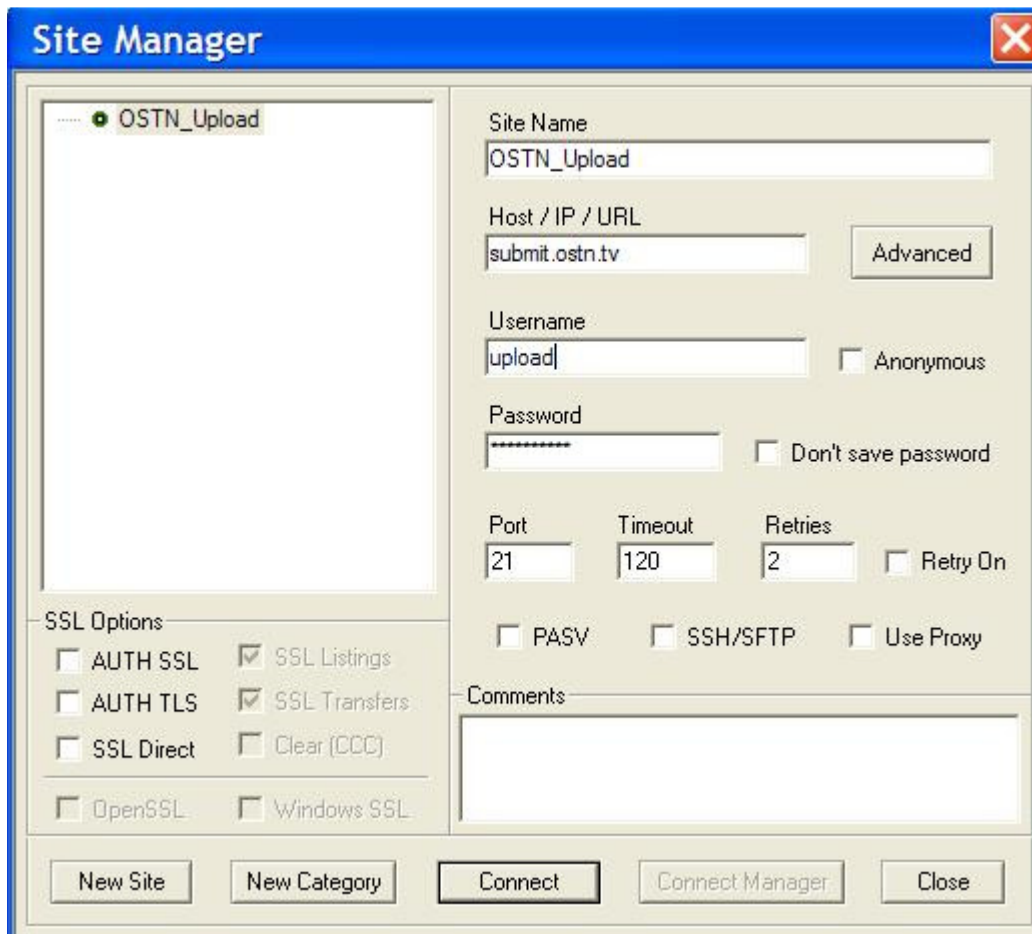 Site Manager
OSTN_Upload
Site Name
OSTN_Upload
Host / IP / URL
submit.ostn.tv
Advanced
Username
upload
Anonymous
Password
**********
Don't save password
Port Timeout Retries
21 120 2 Retry On
PASV SSH/SFTP Use Proxy
SSL Options
AUTH SSL SSL Listings
AUTH TLS SSL Transfers
SSL Direct Clear (CCC)
OpenSSL Windows SSL
Comments
New Site New Category Connect Connect Manager Close